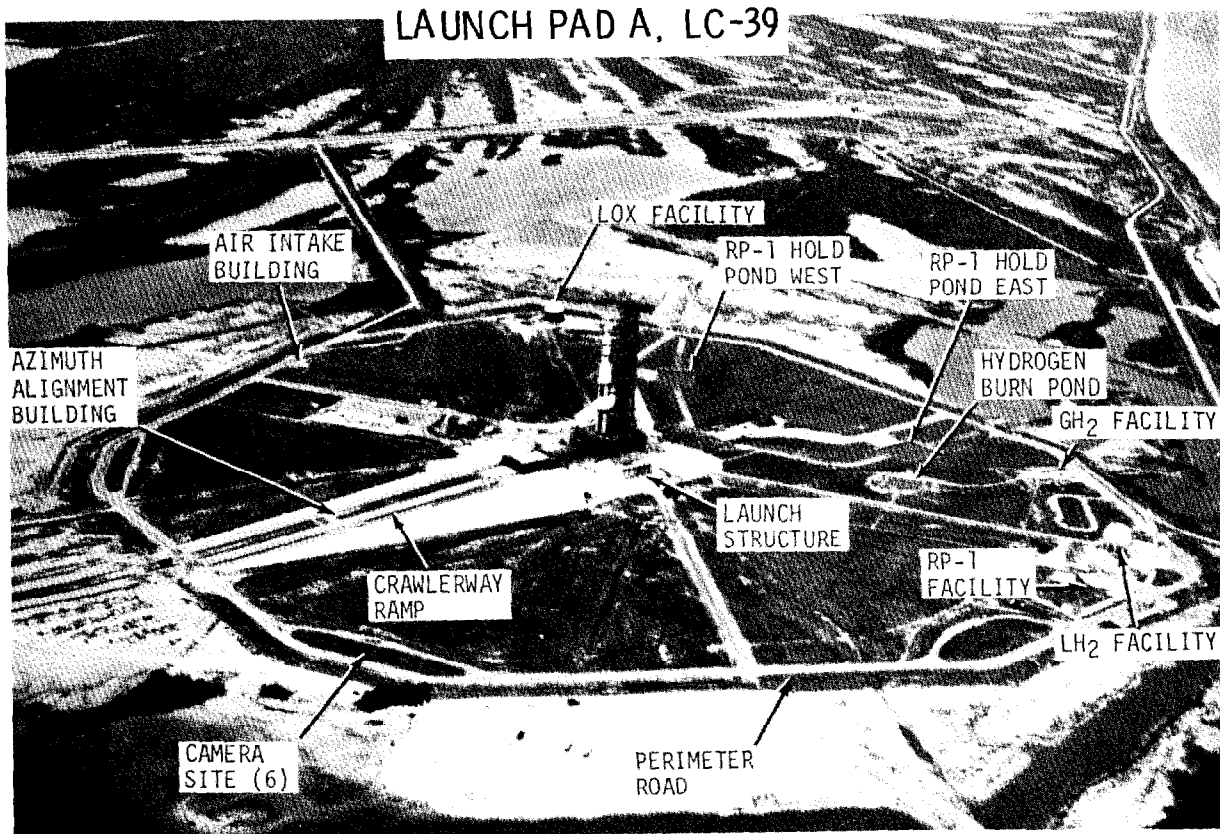 LAUNCH PAD A, LC-39
LOX FACILITY
AIR INTAKE
BUILDING
RP-1 HOLD
POND WEST
RP-1 HOLD
POND EAST
AZIMUTH
ALIGNMENT
BUILDING
HYDROGEN
BURN POND
GH₂ FACILITY
LAUNCH
STRUCTURE
CRAWLERWAY
RAMP
RP-1
FACILITY
LH₂ FACILITY
CAMERA
SITE (6)
PERIMETER
ROAD